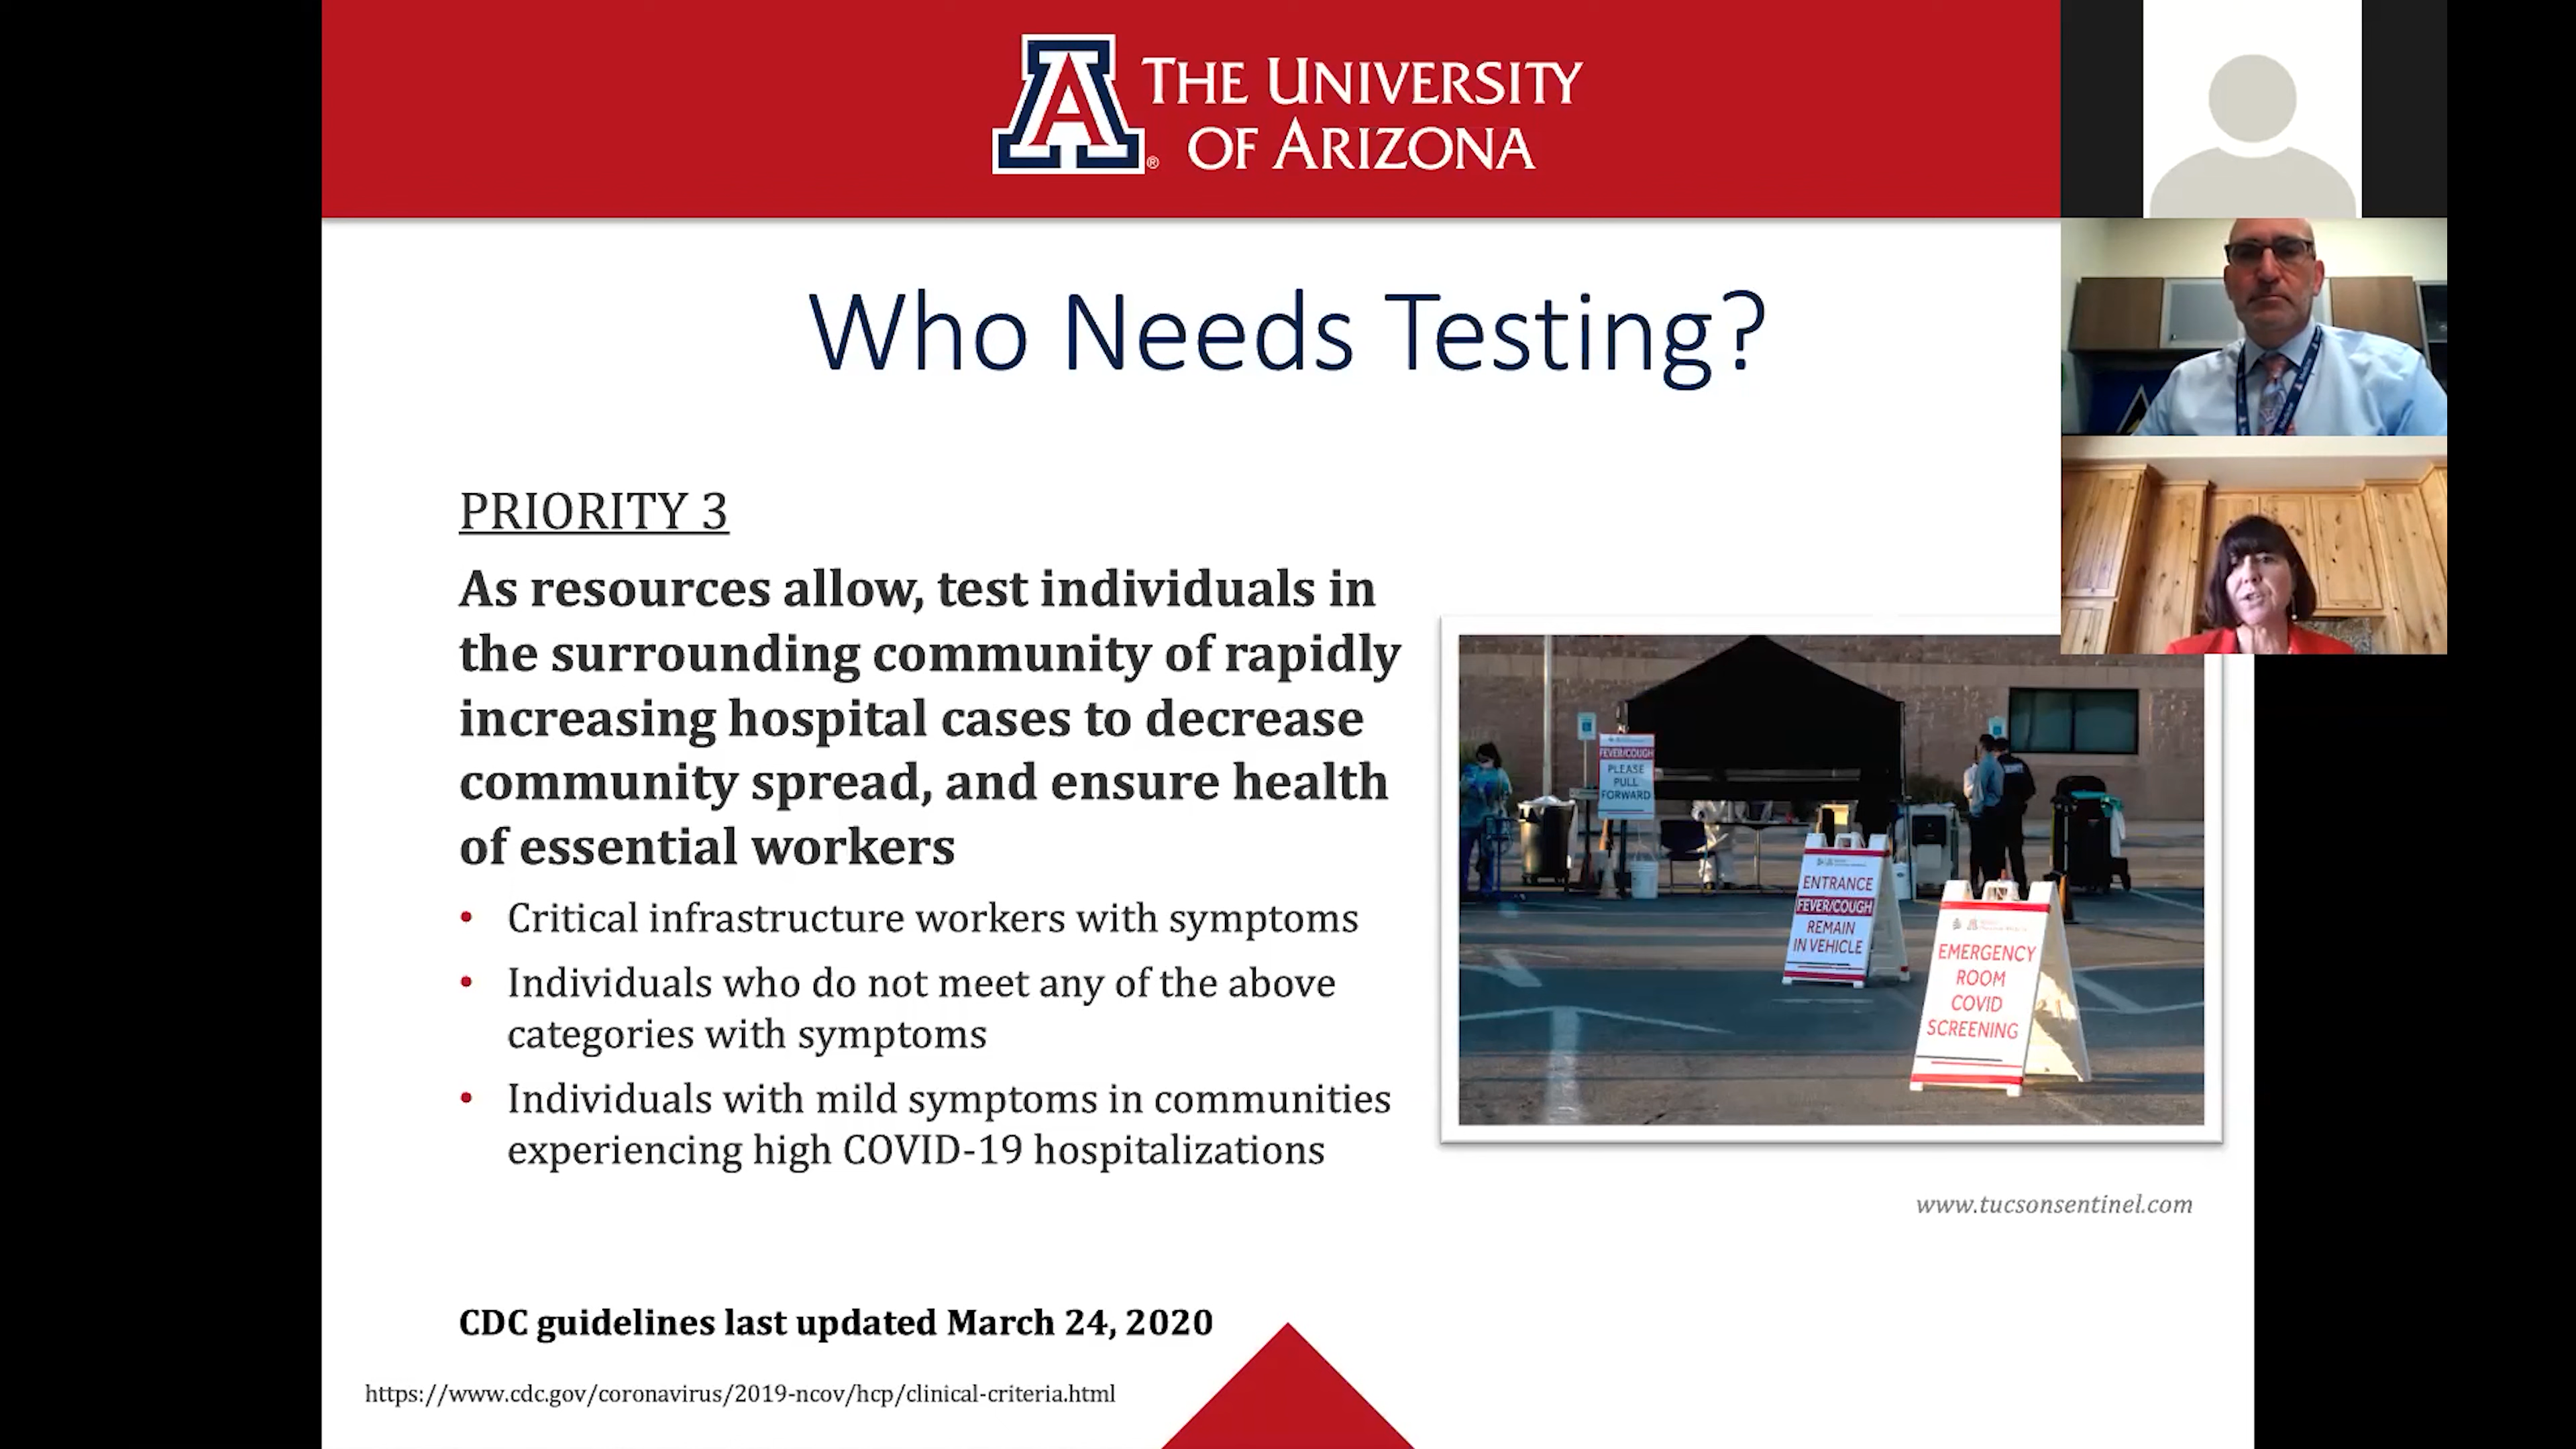 THE UNIVERSITY
OF ARIZONA
A
®
Who Needs Testing?
PRIORITY 3
As resources allow, test individuals in
the surrounding community of rapidly
increasing hospital cases to decrease
community spread, and ensure health
of essential workers
• Critical infrastructure workers with symptoms
• Individuals who do not meet any of the above
categories with symptoms
• Individuals with mild symptoms in communities
experiencing high COVID-19 hospitalizations
FEVER/COUGH
PLEASE
PULL
FORWARD
ENTRANCE
FEVER/COUGH
REMAIN
IN VEHICLE
EMERGENCY
ROOM
COVID
SCREENING
www.tucsonsentinel.com
CDC guidelines last updated March 24, 2020
https://www.cdc.gov/coronavirus/2019-ncov/hcp/clinical-criteria.html